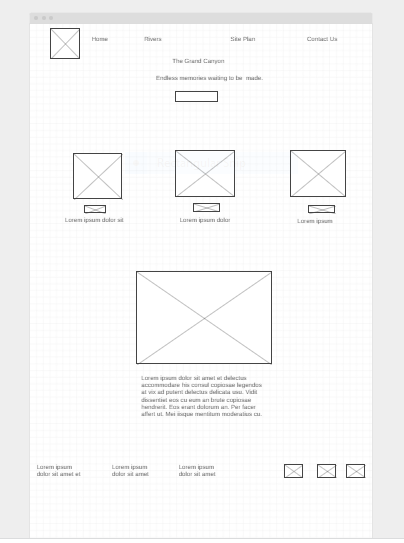 Home Rivers Site Plan Contact Us
The Grand Canyon
Endless memories waiting to be made.
Lorem ipsum dolor sit
Lorem ipsum dolor
Lorem ipsum
Lorem ipsum dolor sit amet ei delectus
accommodare his consul copiosae legendos
at vix ad putent delectus delicata usu. Vidit
dissentiet eos cu eum an brute copiosae
hendrerit. Eos erant dolorum an. Per facer
affert ut. Mei iisque mentitum moderatius cu.
Lorem ipsum
dolor sit amet et
Lorem ipsum
dolor sit amet
Lorem ipsum
dolor sit amet